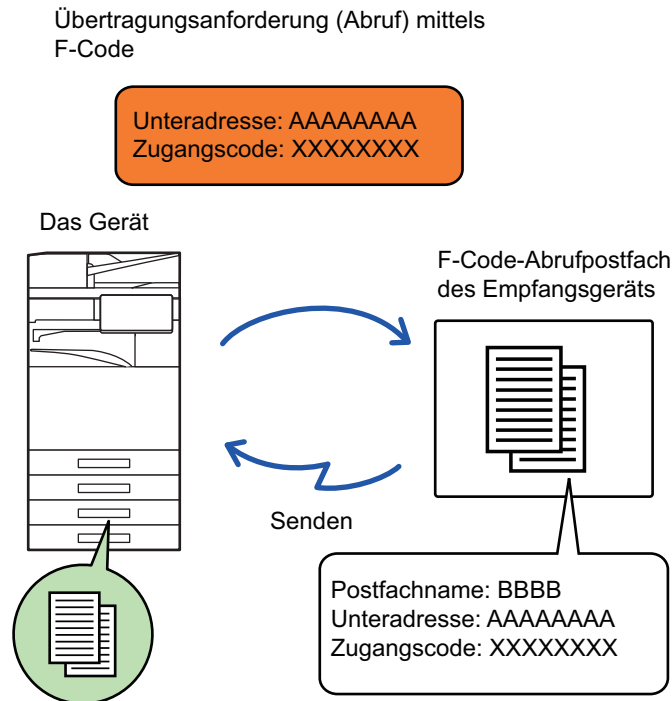 Übertragungsanforderung (Abruf) mittels
F-Code
Unteradresse: AAAAAAAA
Zugangscode: XXXXXXXX
Das Gerät
F-Code-Abrufpostfach
des Empfangsgeräts
Senden
Postfachname: BBBB
Unteradresse: AAAAAAAA
Zugangscode: XXXXXXXX